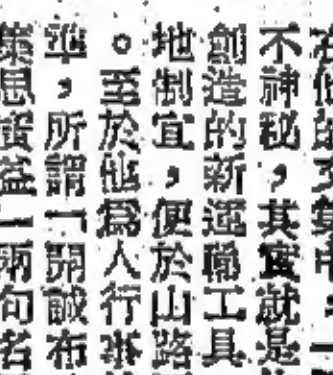 不神秘，其實就是
創造的新運輸工具
地制宜，便於山路
。至於他爲人行
準，所謂「開誠布
集思廣益」兩句名